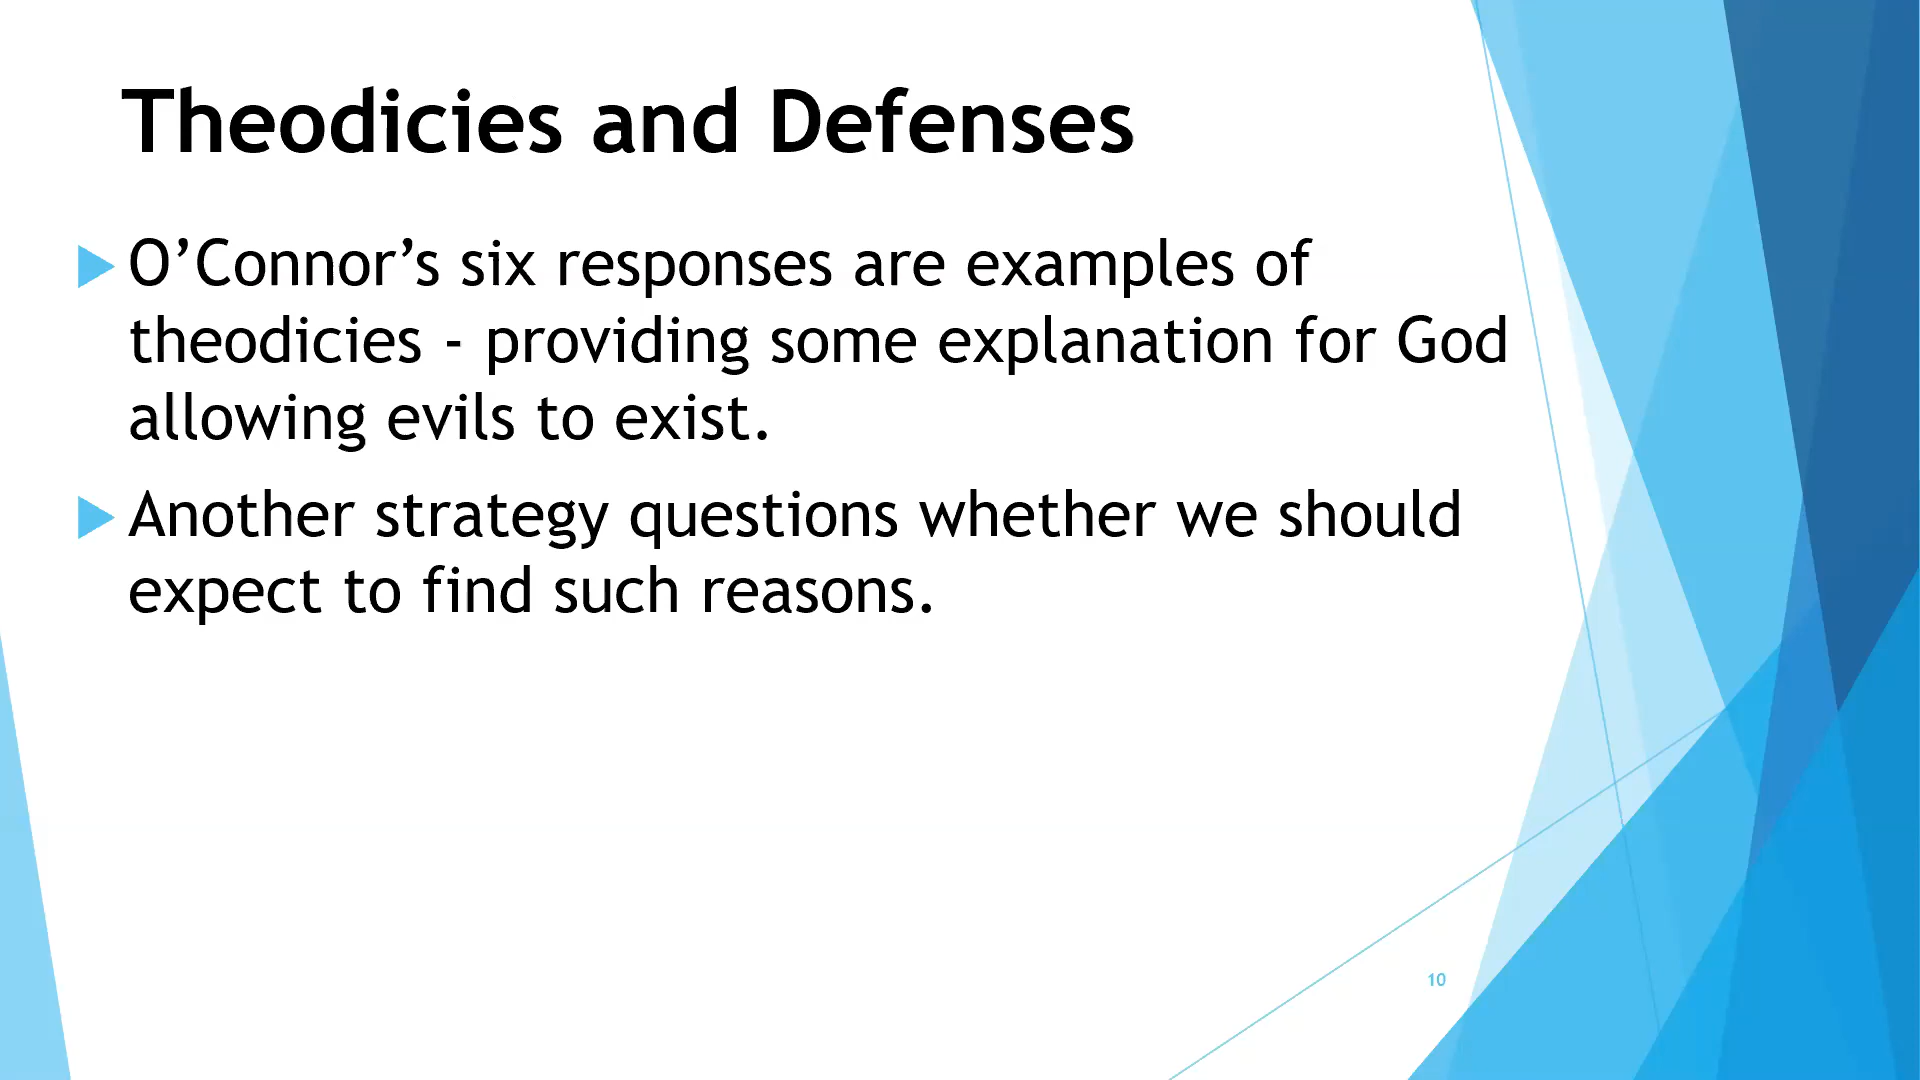 Theodicies and Defenses
O’Connor’s six responses are examples of
theodicies - providing some explanation for God
allowing evils to exist.
Another strategy questions whether we should
expect to find such reasons.
10